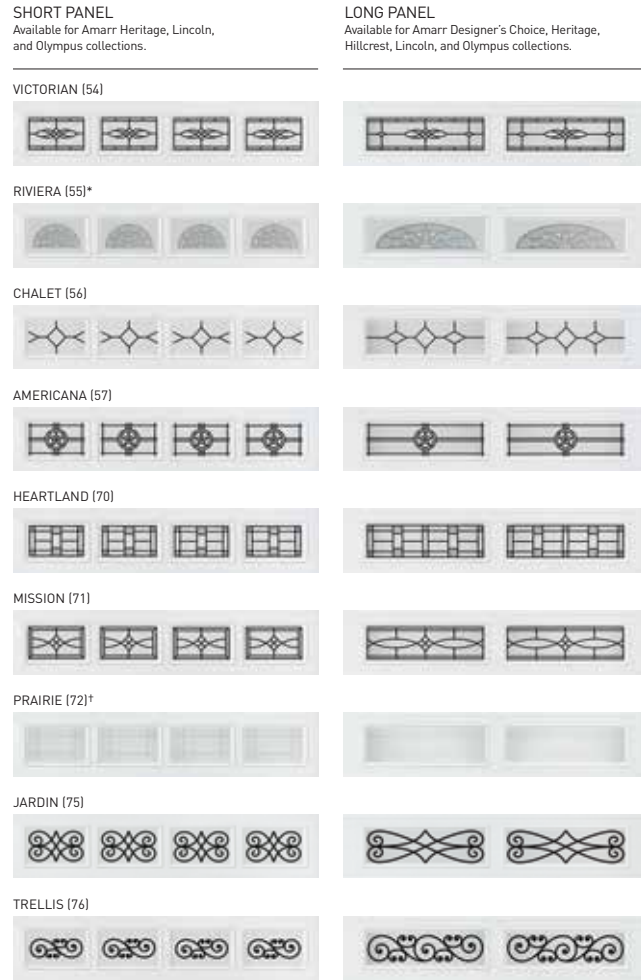 SHORT PANEL
Available for Amarr Heritage, Lincoln,
and Olympus collections.
LONG PANEL
Available for Amarr Designer's Choice, Heritage,
Hillcrest, Lincoln, and Olympus collections.
VICTORIAN (54)
RIVIERA (55)*
CHALET (56)
AMERICANA (57)
HEARTLAND (70)
MISSION (71)
PRAIRIE (72)†
JARDIN (75)
TRELLIS (76)